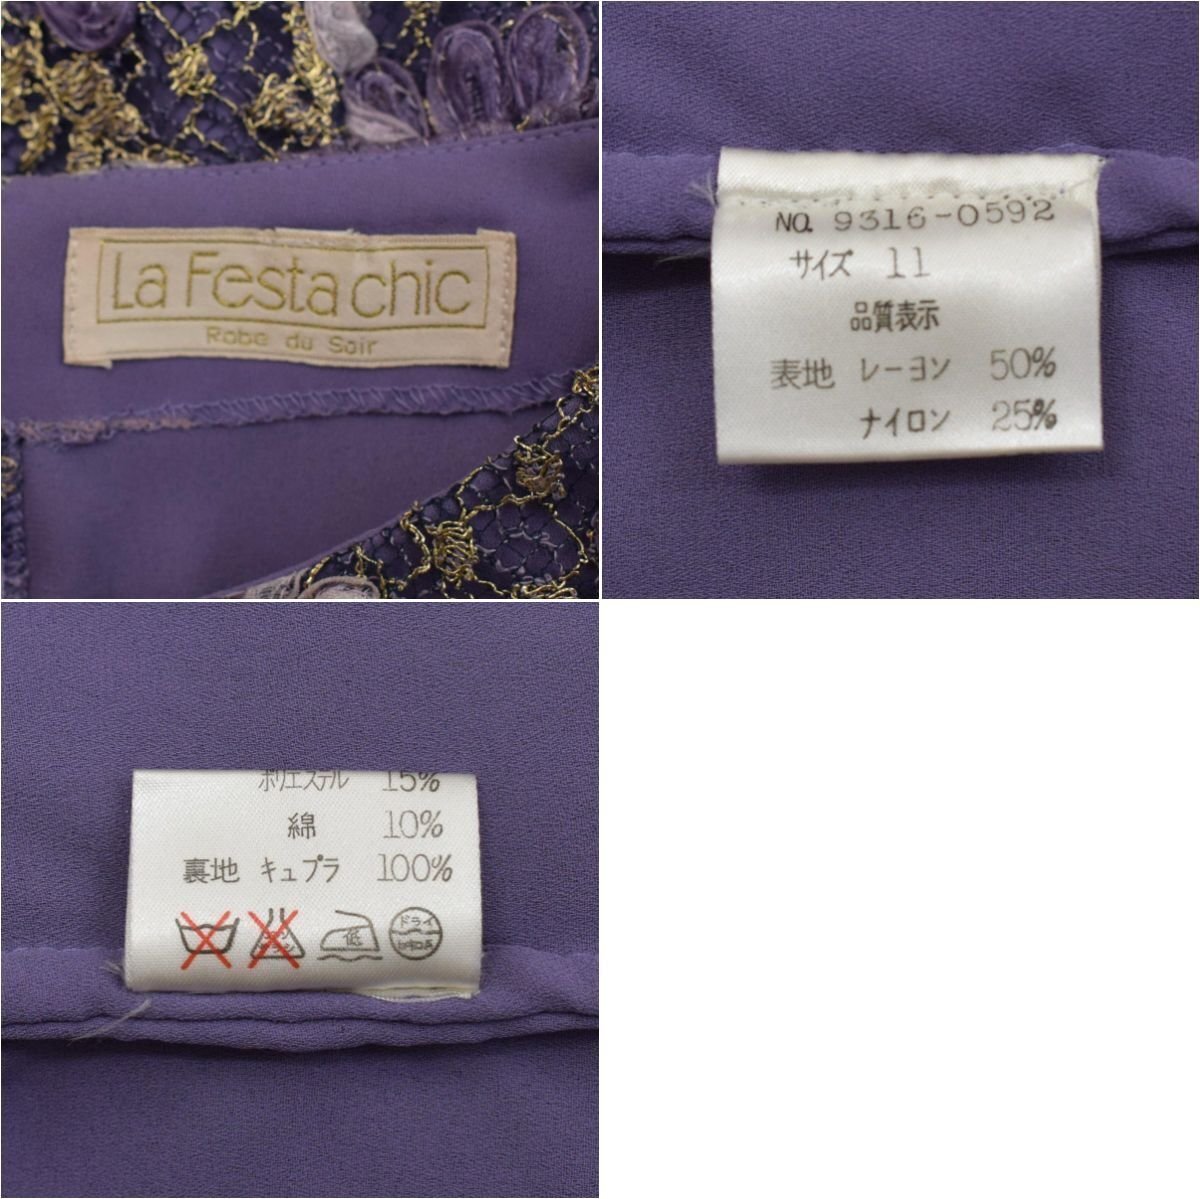 La Festa chic
Robe du Soir
NO. 9316-0592
サイズ 11
品質表示
表地 レーヨン 50%
ナイロン 25%
ポリエステル 15%
綿 10%
裏地 キュプラ 100%
低
ドライ